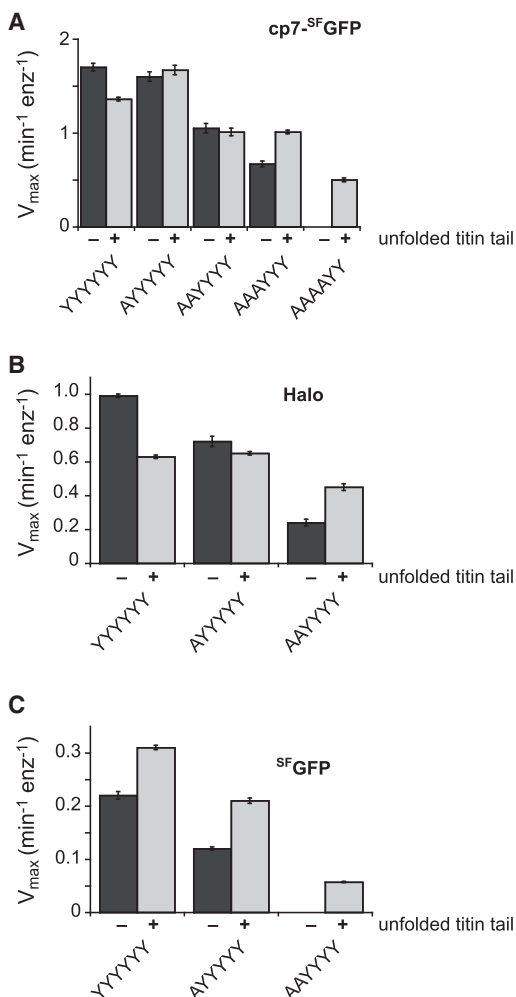 A
cp7-SFGFP
Vmax (min-1 enz-1)
2
1
0
– + – + – + – + – + unfolded titin tail
YYYYYY AYYYYY AAYYYY AAAYYY AAAAYY
B
Halo
Vmax (min-1 enz-1)
1.0
0.8
0.6
0.4
0.2
0
– + – + – + unfolded titin tail
YYYYYY AYYYYY AAYYYY
C
SFGFP
Vmax (min-1 enz-1)
0.3
0.2
0.1
0
– + – + – + unfolded titin tail
YYYYYY AYYYYY AAYYYY